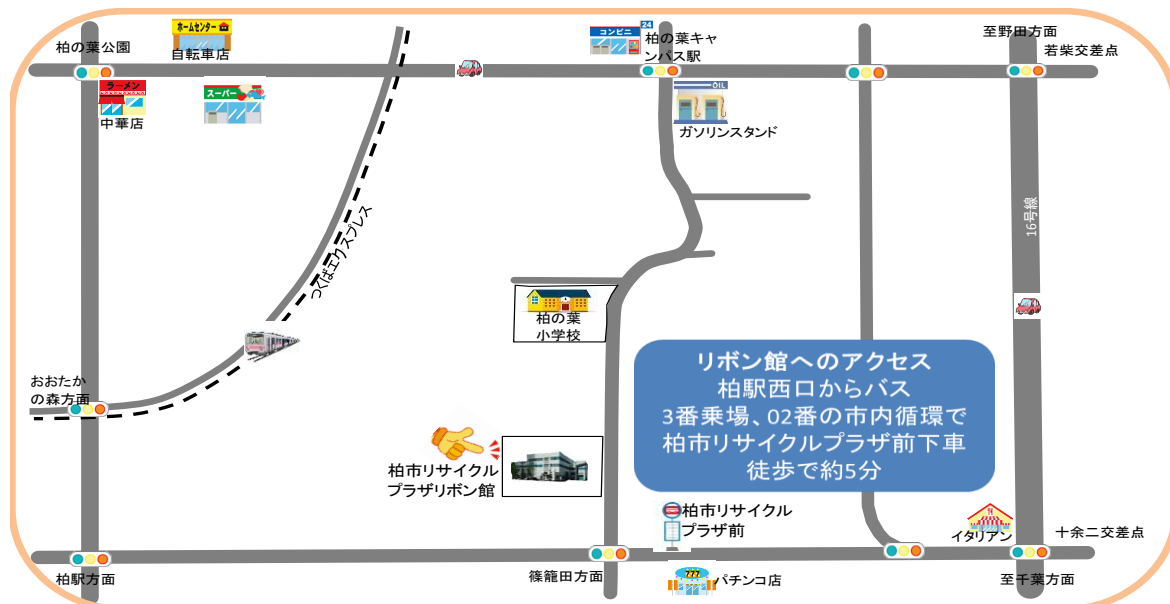 ホームセンター
24
コンビニ
柏の葉公園
自転車店
柏の葉キャ
ンパス駅
至野田方面
若柴交差点
ラーメン
中華店
スーパー
OIL
ガソリンスタンド
つくばエクスプレス
16号線
柏の葉
小学校
おおたか
の森方面
リボン館へのアクセス
柏駅西口からバス
3番乗場、02番の市内循環で
柏市リサイクルプラザ前下車
徒歩で約5分
柏市リサイクル
プラザリボン館
柏市リサイクル
プラザ前
イタリアン
十余二交差点
柏駅方面
篠籠田方面
777
パチンコ店
至千葉方面